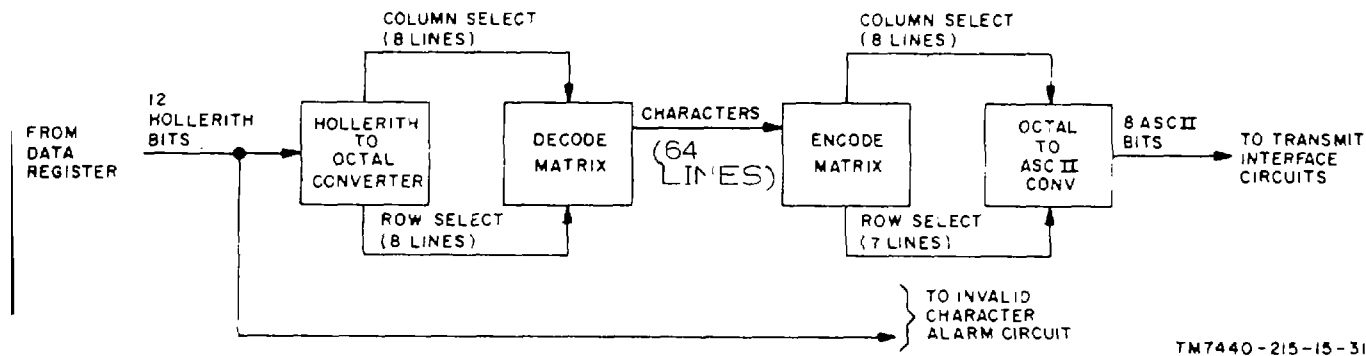 FROM
DATA
REGISTER
12
HOLLERITH
BITS
HOLLERITH
TO
OCTAL
CONVERTER
COLUMN SELECT
(8 LINES)
ROW SELECT
(8 LINES)
DECODE
MATRIX
CHARACTERS
(64
LINES)
ENCODE
MATRIX
COLUMN SELECT
(8 LINES)
ROW SELECT
(7 LINES)
OCTAL
TO
ASC II
CONV
8 ASC II
BITS
TO TRANSMIT
INTERFACE
CIRCUITS
TO INVALID
CHARACTER
ALARM CIRCUIT
TM7440-215-15-31